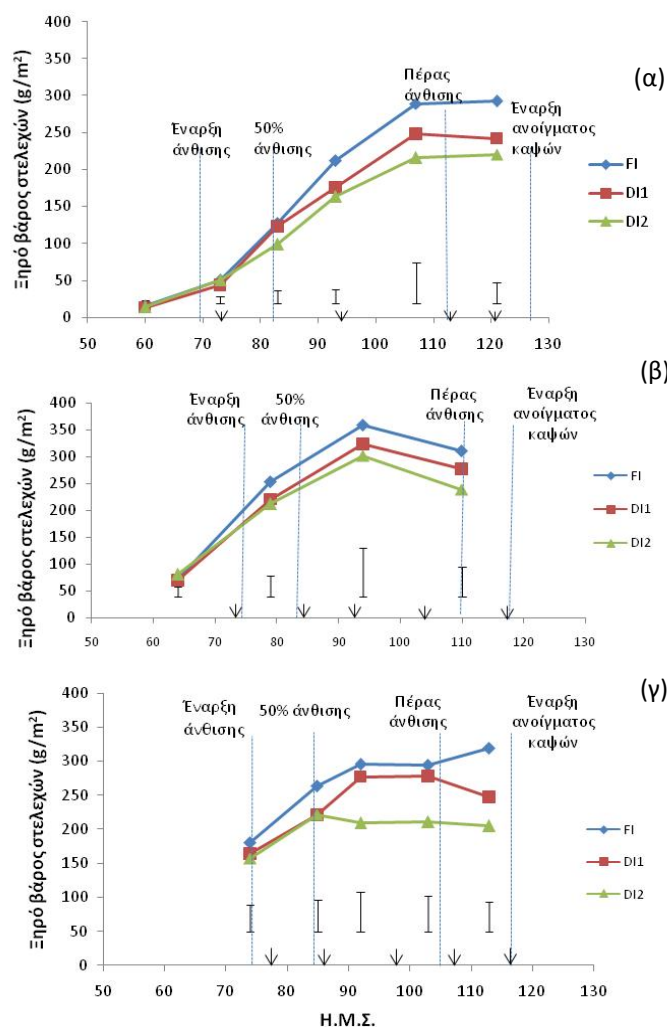 400
350
300
250
200
150
100
50
0
50 60 70 80 90 100 110 120 130
Ξηρό βάρος στελεχών (g/m²)
Έναρξη
άνθισης
50%
άνθισης
Πέρας
άνθισης
Έναρξη
ανοίγματος
καψών
(α)
FI
DI1
DI2
400
350
300
250
200
150
100
50
0
50 60 70 80 90 100 110 120 130
Ξηρό βάρος στελεχών (g/m²)
Έναρξη
άνθισης
50%
άνθισης
Πέρας
άνθισης
Έναρξη
ανοίγματος
καψών
(β)
FI
DI1
DI2
400
350
300
250
200
150
100
50
0
50 60 70 80 90 100 110 120 130
Ξηρό βάρος στελεχών (g/m²)
Έναρξη
άνθισης
50% άνθισης
Πέρας
άνθισης
Έναρξη
ανοίγματος
καψών
(γ)
FI
DI1
DI2
Η.Μ.Σ.